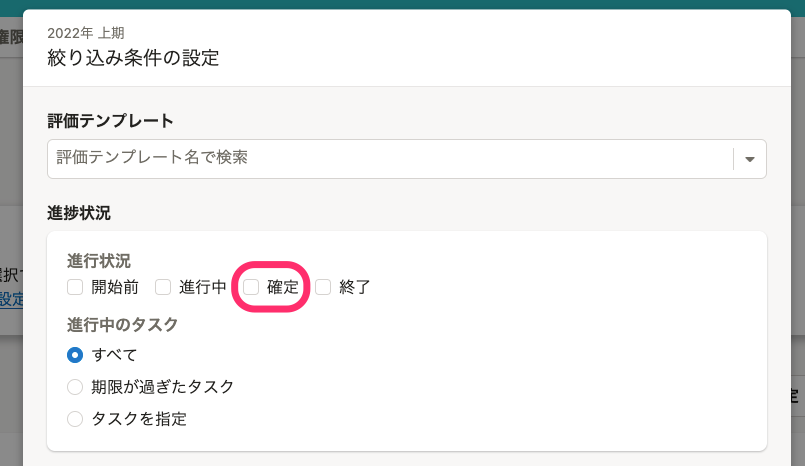 2022年 上期
絞り込み条件の設定
評価テンプレート
評価テンプレート名で検索
進捗状況
進行状況
開始前 進行中 確定 終了
進行中のタスク
すべて
期限が過ぎたタスク
タスクを指定
権限
選択
設定
定